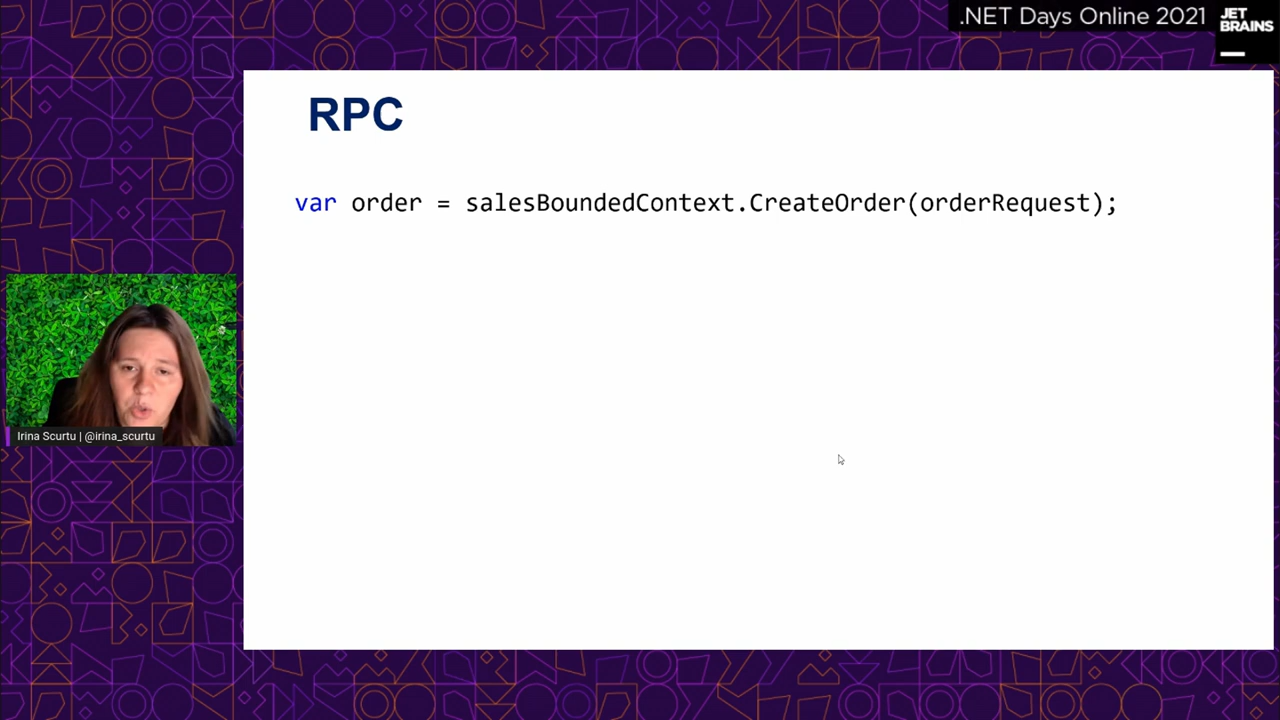 .NET Days Online 2021
JET
BRAINS
RPC
var order = salesBoundedContext.CreateOrder(orderRequest);
Irina Scurtu | @irina_scurtu